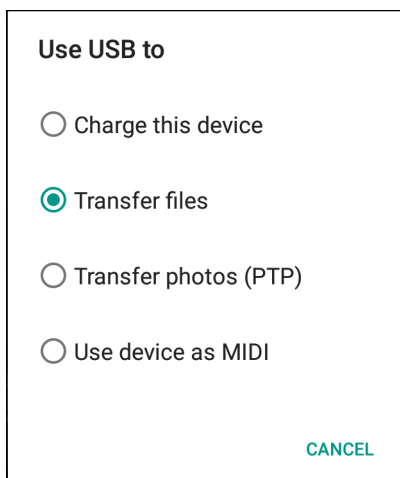 Use USB to
Charge this device
Transfer files
Transfer photos (PTP)
Use device as MIDI
CANCEL